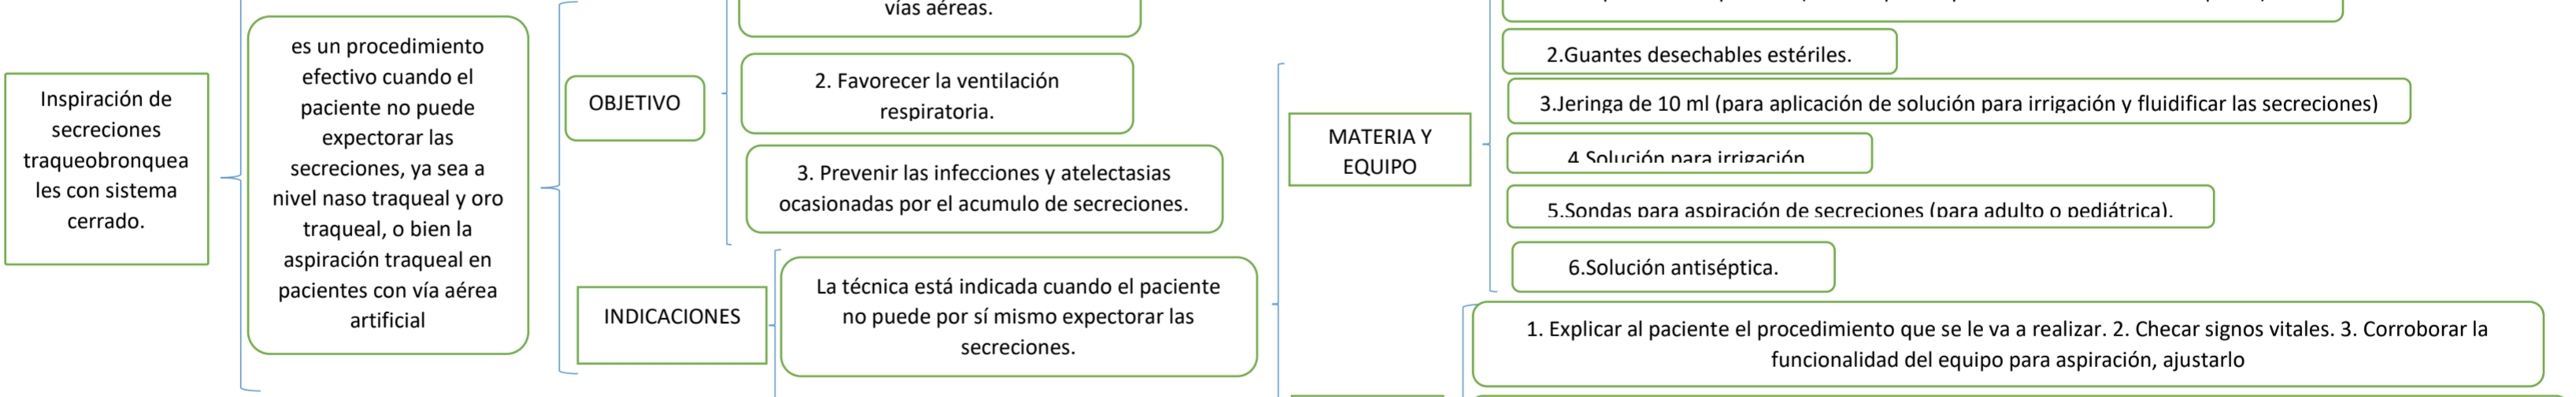 Inspiración de
secreciones
traqueobronquea
les con sistema
cerrado.
es un procedimiento
efectivo cuando el
paciente no puede
expectorar las
secreciones, ya sea a
nivel naso traqueal y oro
traqueal, o bien la
aspiración traqueal en
pacientes con vía aérea
artificial
OBJETIVO
vías aéreas.
2. Favorecer la ventilación
respiratoria.
3. Prevenir las infecciones y atelectasias
ocasionadas por el acumulo de secreciones.
INDICACIONES
La técnica está indicada cuando el paciente
no puede por sí mismo expectorar las
secreciones.
MATERIA Y
EQUIPO
2.Guantes desechables estériles.
3.Jeringa de 10 ml (para aplicación de solución para irrigación y fluidificar las secreciones)
4.Solución para irrigación
5.Sondas para aspiración de secreciones (para adulto o pediátrica).
6.Solución antiséptica.
1. Explicar al paciente el procedimiento que se le va a realizar. 2. Checar signos vitales. 3. Corroborar la
funcionalidad del equipo para aspiración, ajustarlo